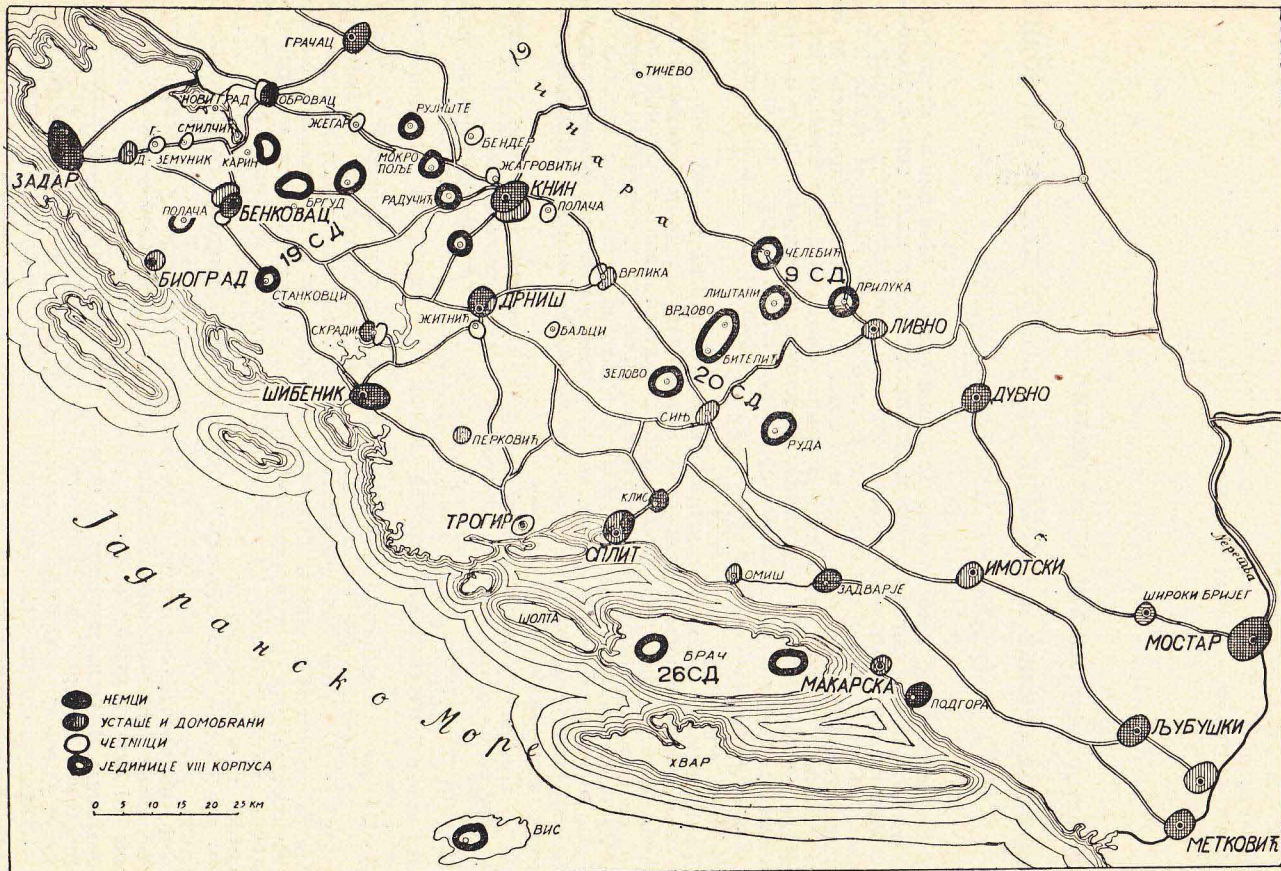 ГРАЧАЦ
Динара
ТИЧЕВО
НОВИГРАД
ОБРОВАЦ
РУЈИШТЕ
ЖЕГАР
БЕНДЕР
Г.-
СМИЛЧИЋ
ЗАДАР
Д-ЗЕМУНИК
КАРИН
МОКРО
ПОЉЕ
ЖАГРОВИЋИ
КНИН
БРГУД
РАДУЧИЋ
ПОЛАЧА
ПОЛАЧА
БЕНКОВАЦ
19 СД
ЧЕЛЕБИЋ
9 СД
БИОГРАД
ВРЛИКА
СТАНКОВЦИ
ЛИШТАНИ
ПРИЛУКА
ДРНИШ
ВРДОВО
СКРАДИН
ЖИТНИЋ
БАЉЦИ
ЛИВНО
БИТЕЛИЋ
ЗЕЛОВО
20 СД
ШИБЕНИК
ДУВНО
СИЊ
ПЕРКОВИЋ
РУДА
КЛИС
ТРОГИР
СПЛИТ
Неретва
ОМИШ
ЗАДВАРЈЕ
ИМОТСКИ
ШИРОКИ БРИЈЕГ
МОСТАР
ШОЛТА
БРАЧ
26СД
МАКАРСКА
ПОДГОРА
Јадранско Море
ЉУБУШКИ
ХВАР
НЕМЦИ
УСТАШЕ И ДОМОБРАНИ
ЧЕТНИЦИ
ЈЕДИНИЦЕ VIII КОРПУСА
0 5 10 15 20 25 КМ
ВИС
МЕТКОВИЋ